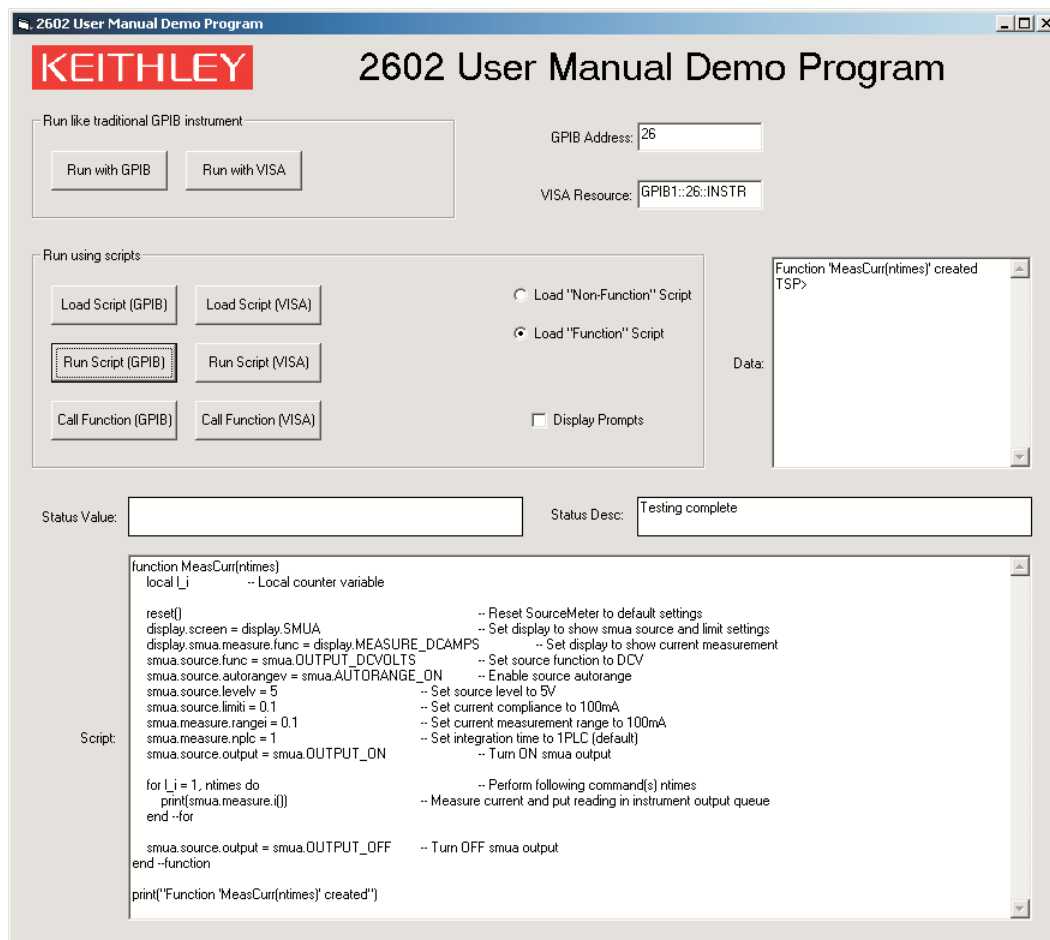 2602 User Manual Demo Program
KEITHLEY
2602 User Manual Demo Program
Run like traditional GPIB instrument
Run with GPIB
Run with VISA
GPIB Address: 26
VISA Resource: GPIB1::26::INSTR
Run using scripts
Load Script (GPIB)
Load Script (VISA)
Load "Non-Function" Script
Load "Function" Script
Run Script (GPIB)
Run Script (VISA)
Call Function (GPIB)
Call Function (VISA)
Display Prompts
Data:
Function 'MeasCurr(ntimes)' created
TSP>
Status Value:
Status Desc: Testing complete
Script:
function MeasCurr(ntimes)
local l_i -- Local counter variable
reset() -- Reset SourceMeter to default settings
display.screen = display.SMUA -- Set display to show smua source and limit settings
display.smua.measure.func = display.MEASURE_DCAMPS -- Set display to show current measurement
smua.source.func = smua.OUTPUT_DCVOLTS -- Set source function to DCV
smua.source.autorangev = smua.AUTORANGE_ON -- Enable source autorange
smua.source.levelv = 5 -- Set source level to 5V
smua.source.limiti = 0.1 -- Set current compliance to 100mA
smua.measure.rangei = 0.1 -- Set current measurement range to 100mA
smua.measure.nplc = 1 -- Set integration time to 1PLC (default)
smua.source.output = smua.OUTPUT_ON -- Turn ON smua output
for l_i = 1, ntimes do -- Perform following command(s) ntimes
print(smua.measure.i()) -- Measure current and put reading in instrument output queue
end --for
smua.source.output = smua.OUTPUT_OFF -- Turn OFF smua output
end --function
print("Function 'MeasCurr(ntimes)' created")